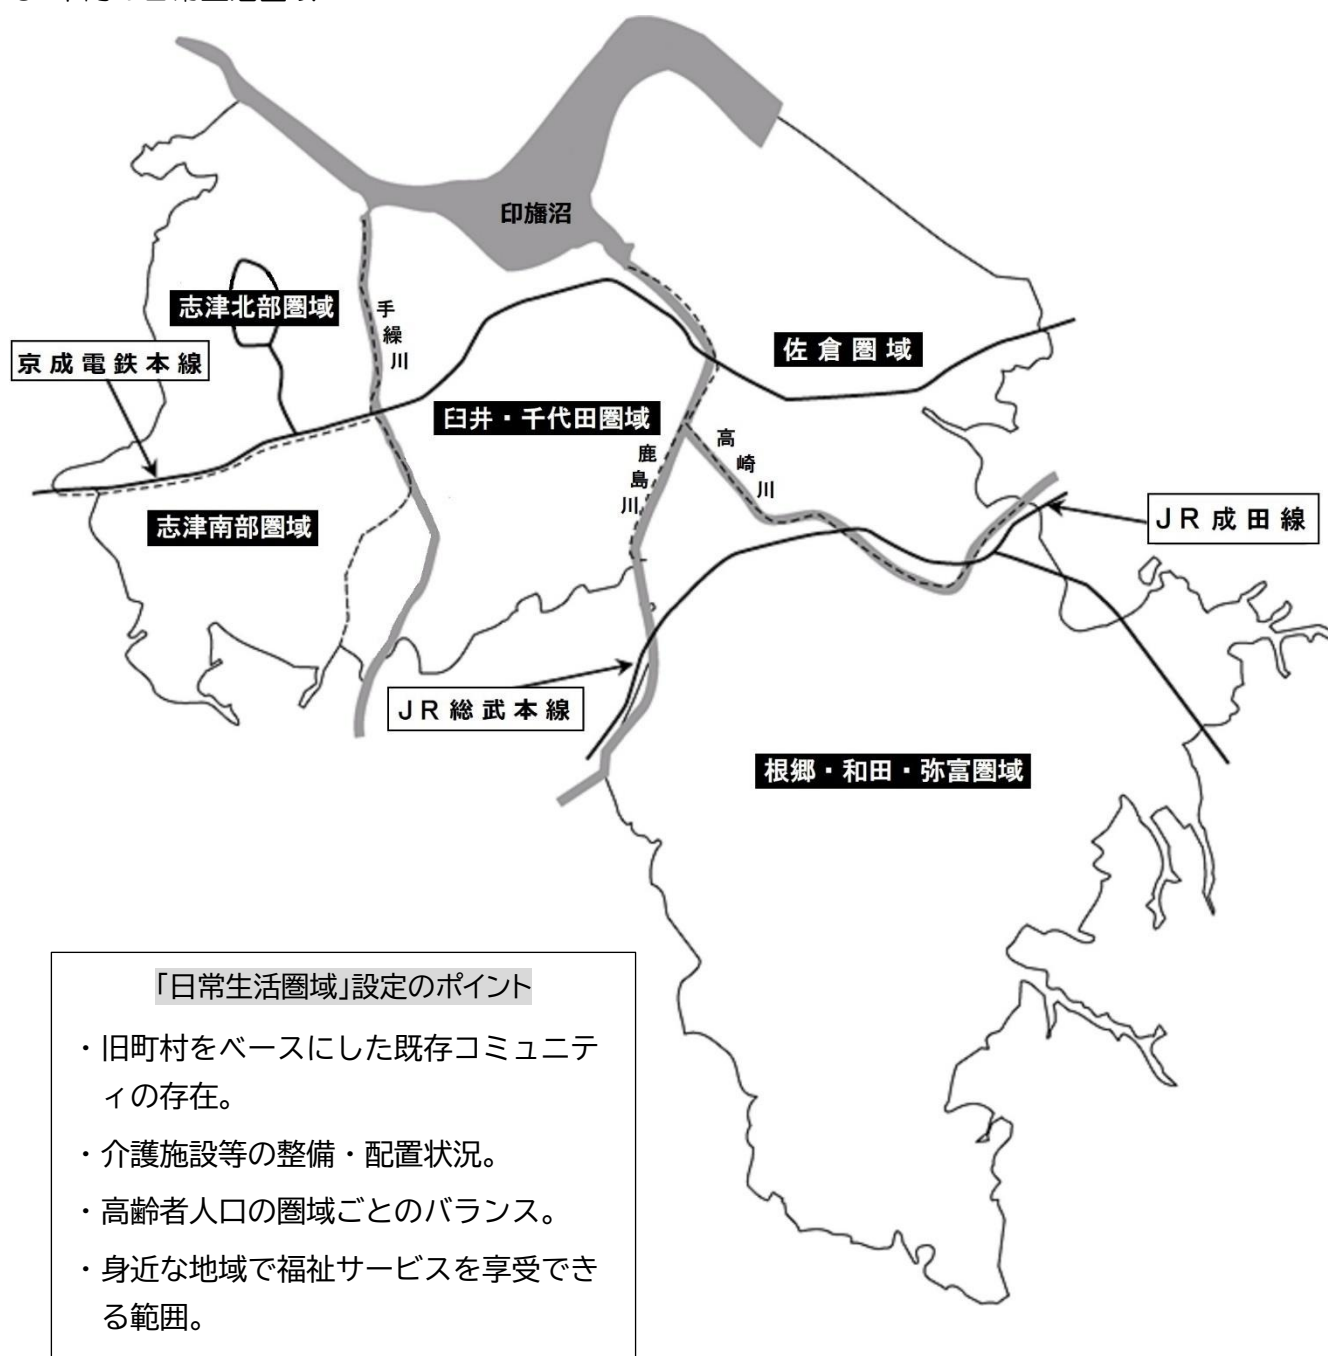 印旛沼
志津北部圏域
手繰川
京成電鉄本線
佐倉圏域
臼井・千代田圏域
高崎川
鹿島川
志津南部圏域
JR成田線
JR総武本線
根郷・和田・弥富圏域
「日常生活圏域」設定のポイント
・旧町村をベースにした既存コミュニテ
ィの存在。
・介護施設等の整備・配置状況。
・高齢者人口の圏域ごとのバランス。
・身近な地域で福祉サービスを享受でき
る範囲。